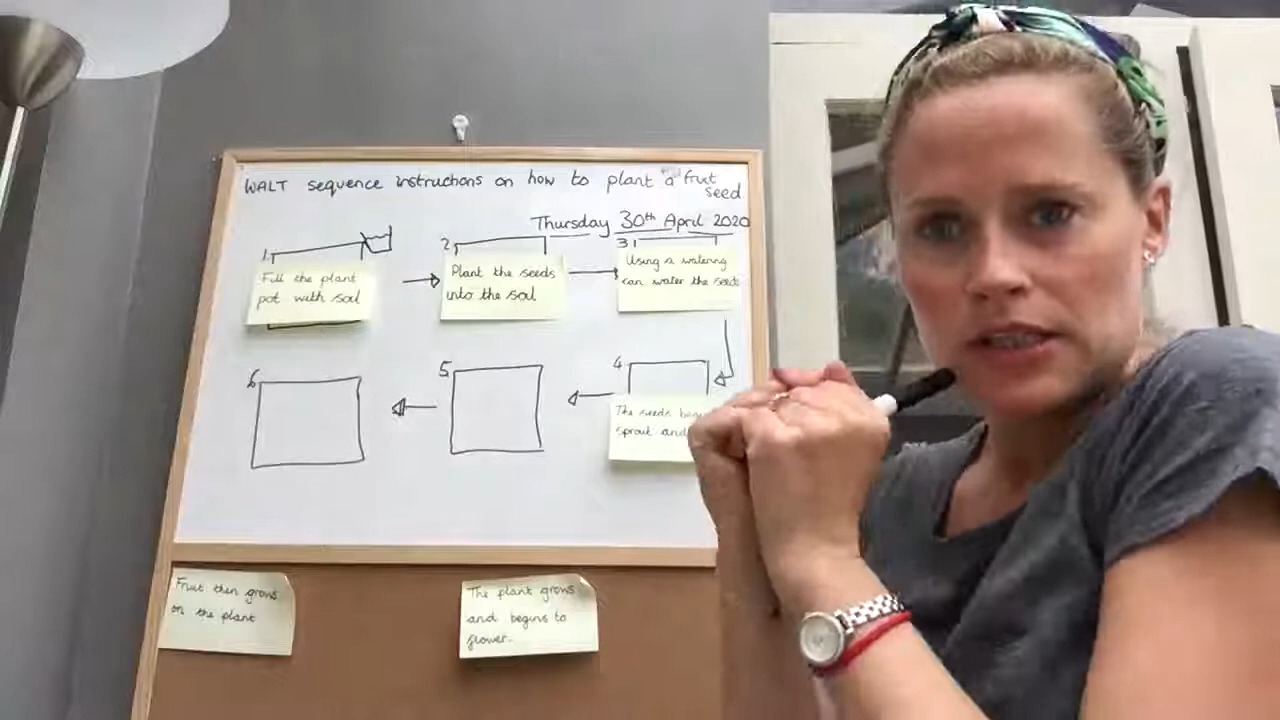 WALT sequence instructions on how to plant a fruit
seed.
Thursday 30th April 2020
1.
Fill the plant
pot with soil
2.
Plant the seeds
into the soil
3
Using a watering
can water the seeds
6
5
4
The seeds
sprout and
Fruit then grows
on the plant
The plant grows
and begins to
flower.